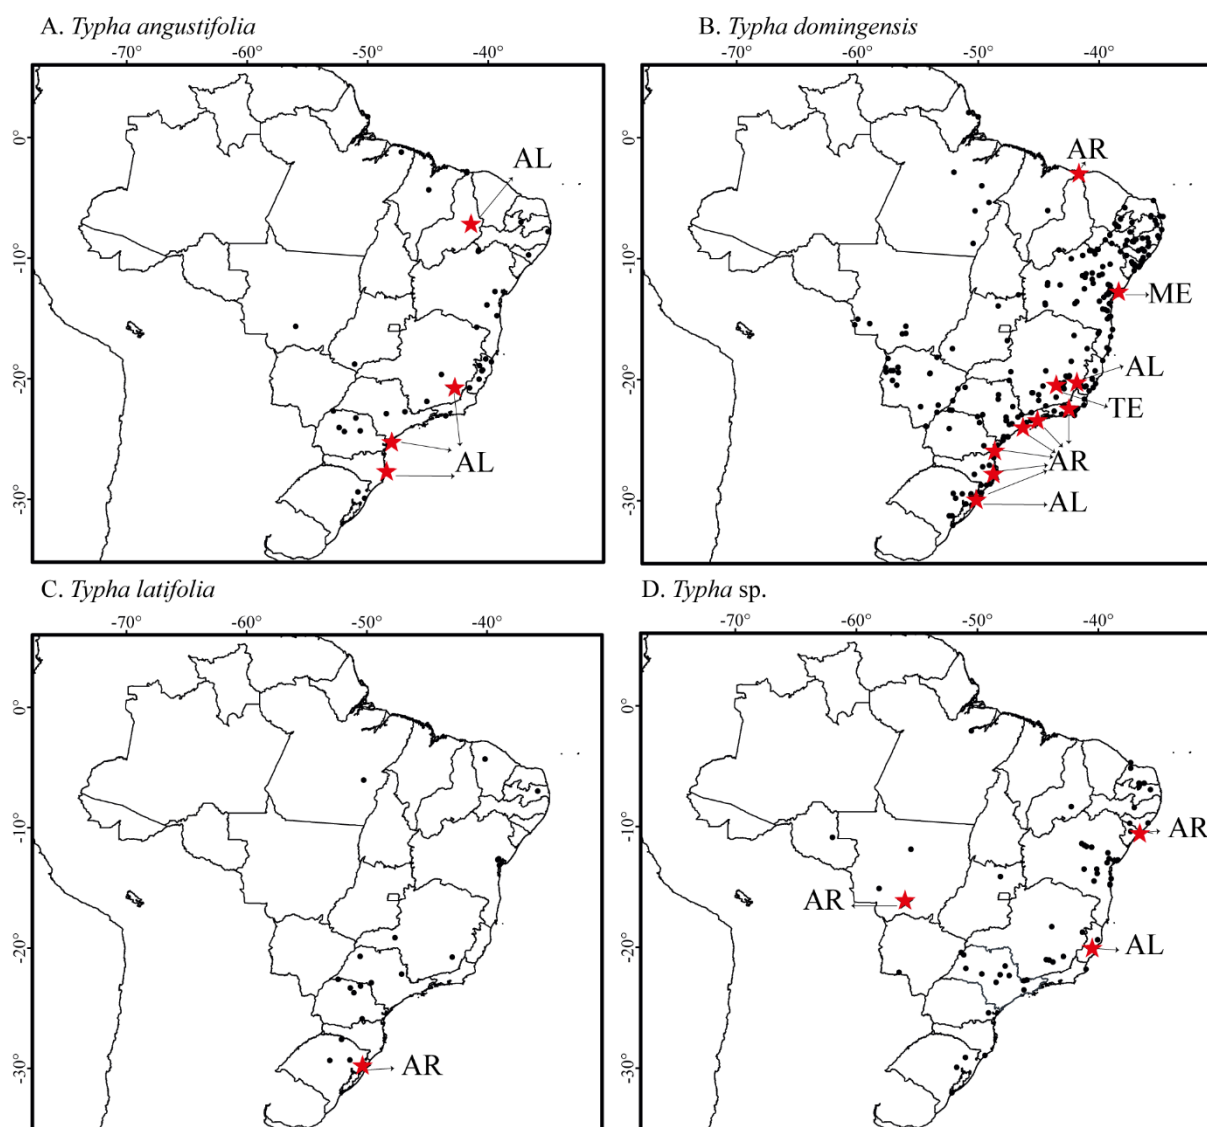 A. Typha angustifolia
B. Typha domingensis
-70° -60° -50° -40°
-70° -60° -50° -40°
0°
-10°
-20°
-30°
AL
AL
0°
-10°
-20°
-30°
AR
ME
AL
TE
AR
AL
C. Typha latifolia
D. Typha sp.
-70° -60° -50° -40°
-70° -60° -50° -40°
0°
-10°
-20°
-30°
AR
0°
-10°
-20°
-30°
AR
AR
AL